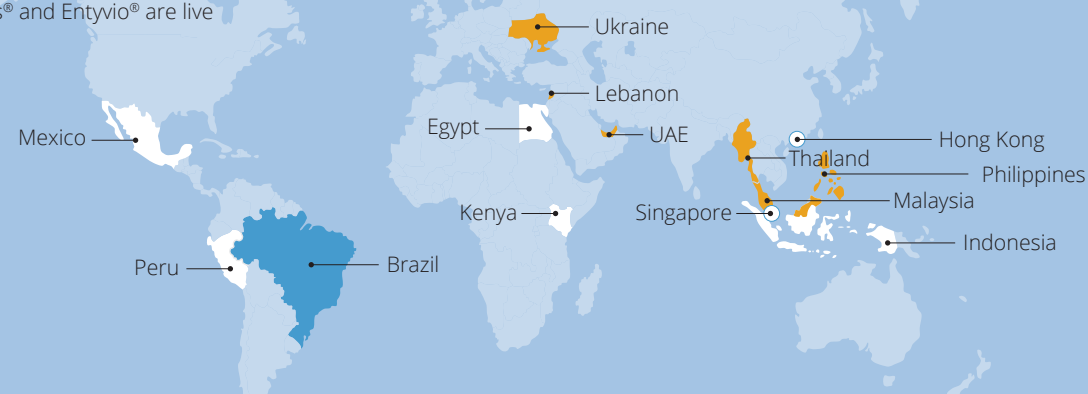 s® and Entyvio® are live
Ukraine
Lebanon
Egypt
UAE
Mexico
Hong Kong
Thailand
Philippines
Malaysia
Kenya
Singapore
Indonesia
Peru
Brazil